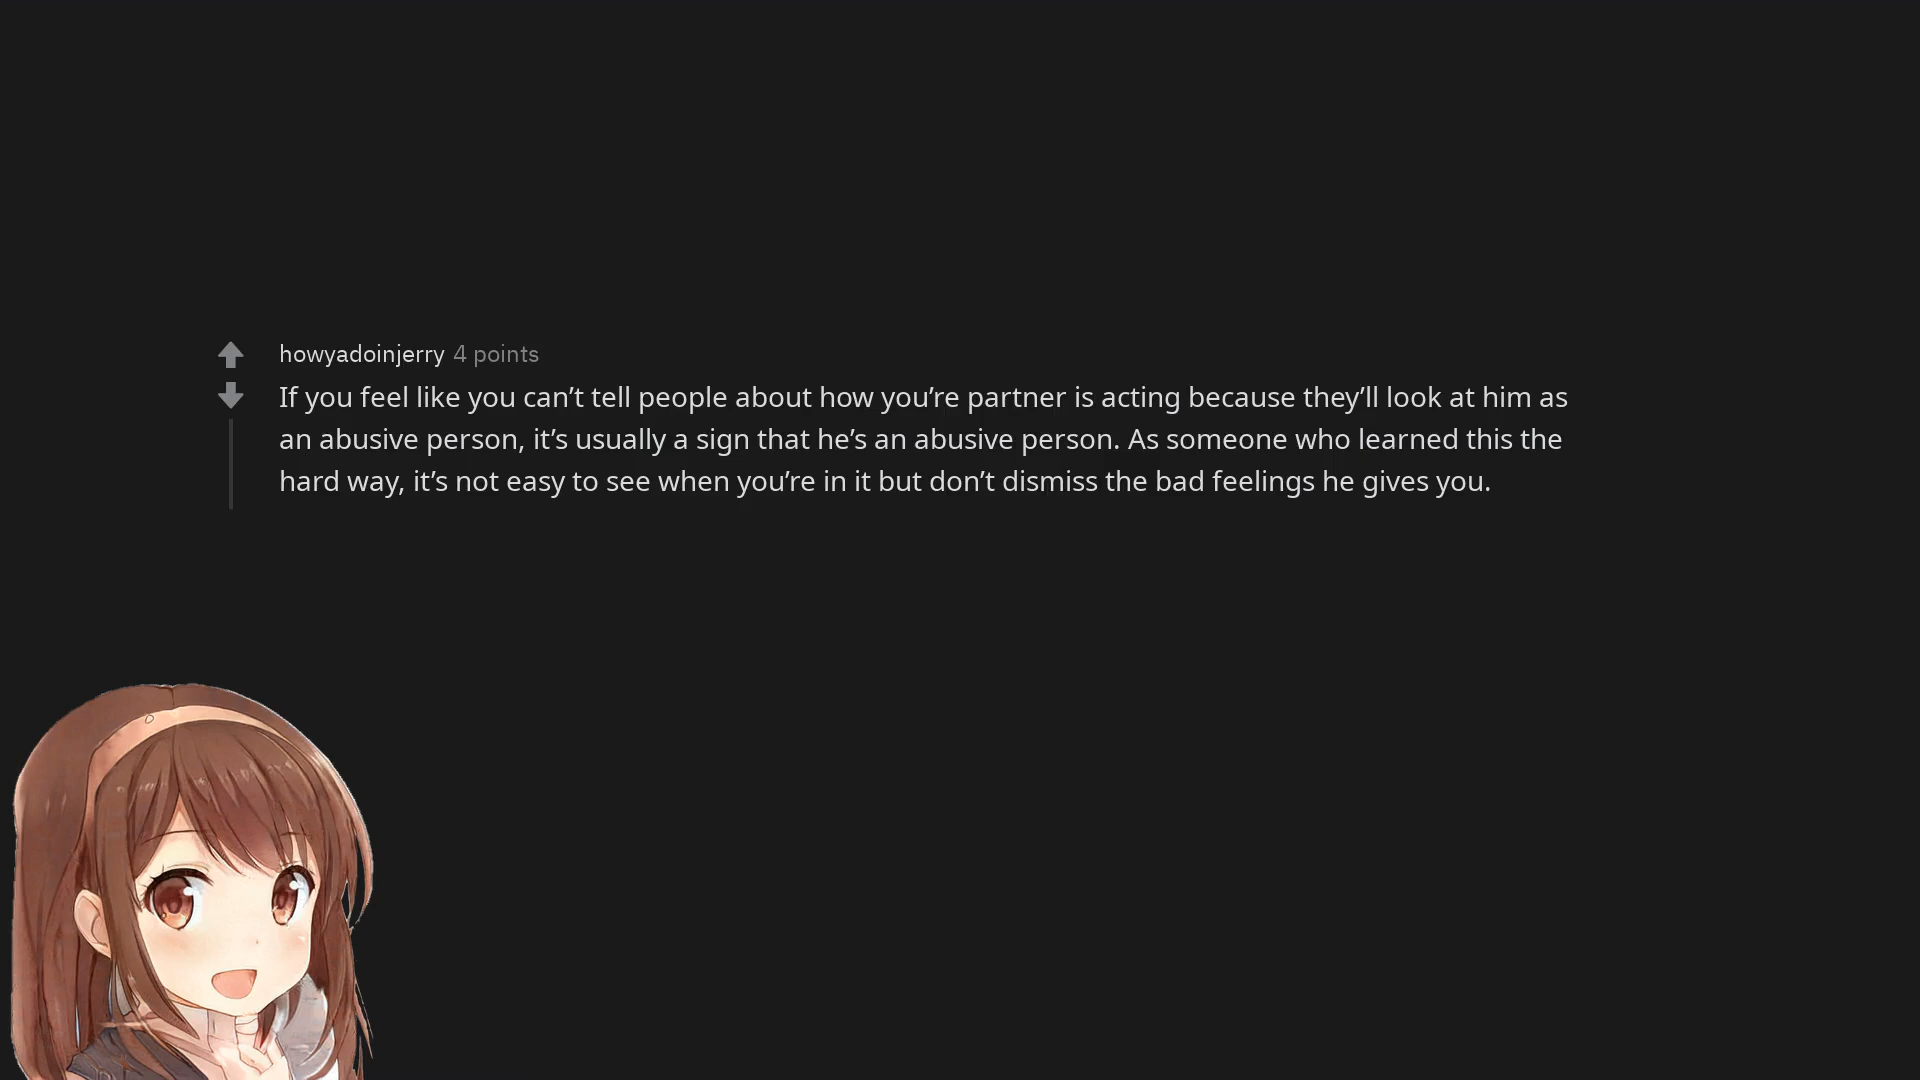 howyadoinjerry 4 points
If you feel like you can’t tell people about how you’re partner is acting because they’ll look at him as
an abusive person, it’s usually a sign that he’s an abusive person. As someone who learned this the
hard way, it’s not easy to see when you’re in it but don’t dismiss the bad feelings he gives you.